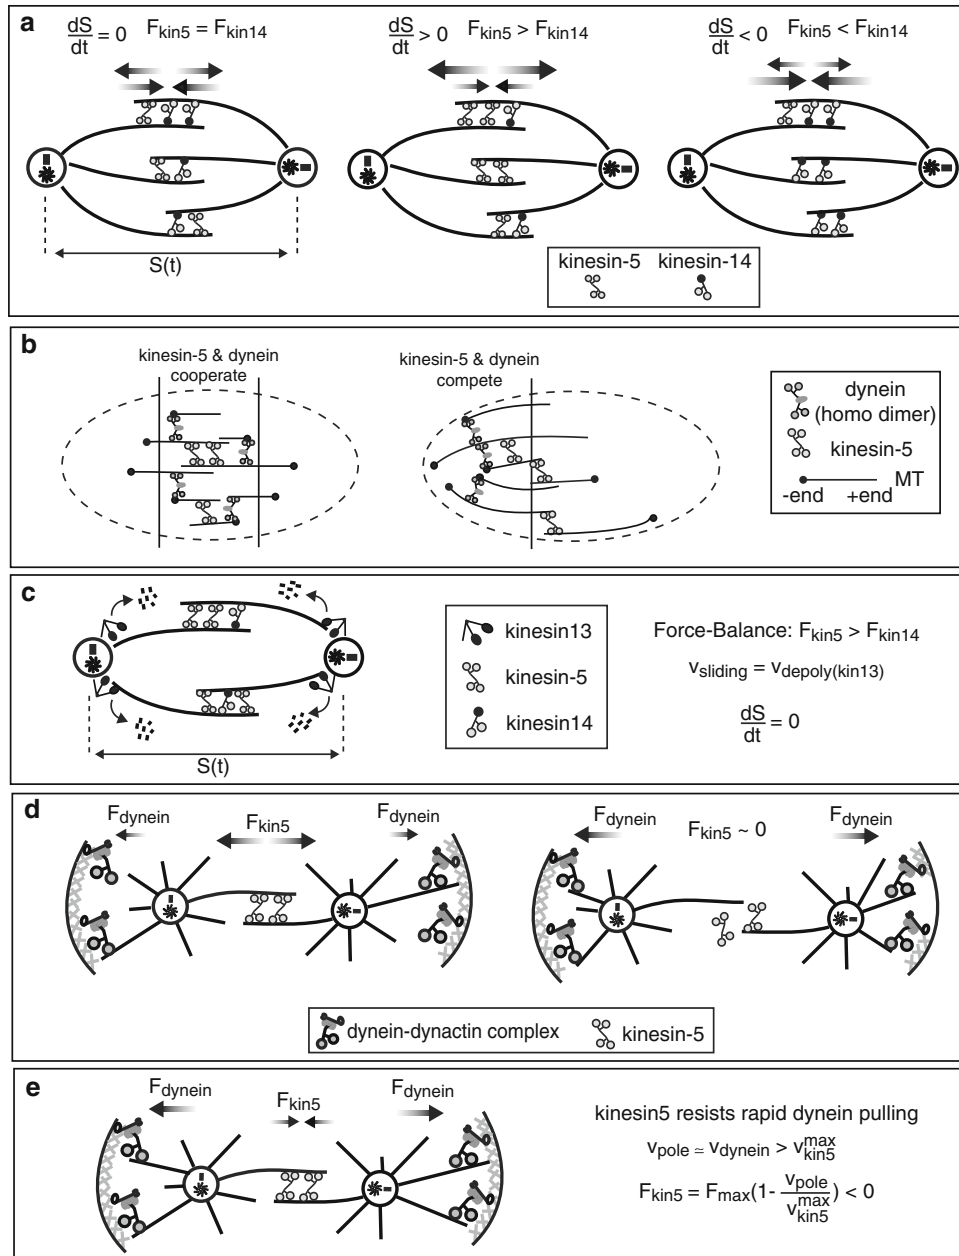 a
dS/dt = 0 F_kin5 = F_kin14
dS/dt > 0 F_kin5 > F_kin14
dS/dt < 0 F_kin5 < F_kin14
S(t)
kinesin-5 kinesin-14
b
kinesin-5 & dynein
cooperate
kinesin-5 & dynein
compete
dynein
(homo dimer)
kinesin-5
MT
-end +end
c
S(t)
kinesin13
kinesin-5
kinesin14
Force-Balance: F_kin5 > F_kin14
v_sliding = v_depoly(kin13)
dS/dt = 0
d
F_dynein F_kin5 F_dynein
F_dynein F_kin5 ~ 0 F_dynein
dynein-dynactin complex kinesin-5
e
F_dynein F_kin5 F_dynein
kinesin5 resists rapid dynein pulling
v_pole ≃ v_dynein > v_kin5^max
F_kin5 = F_max(1- v_pole/v_kin5^max) < 0